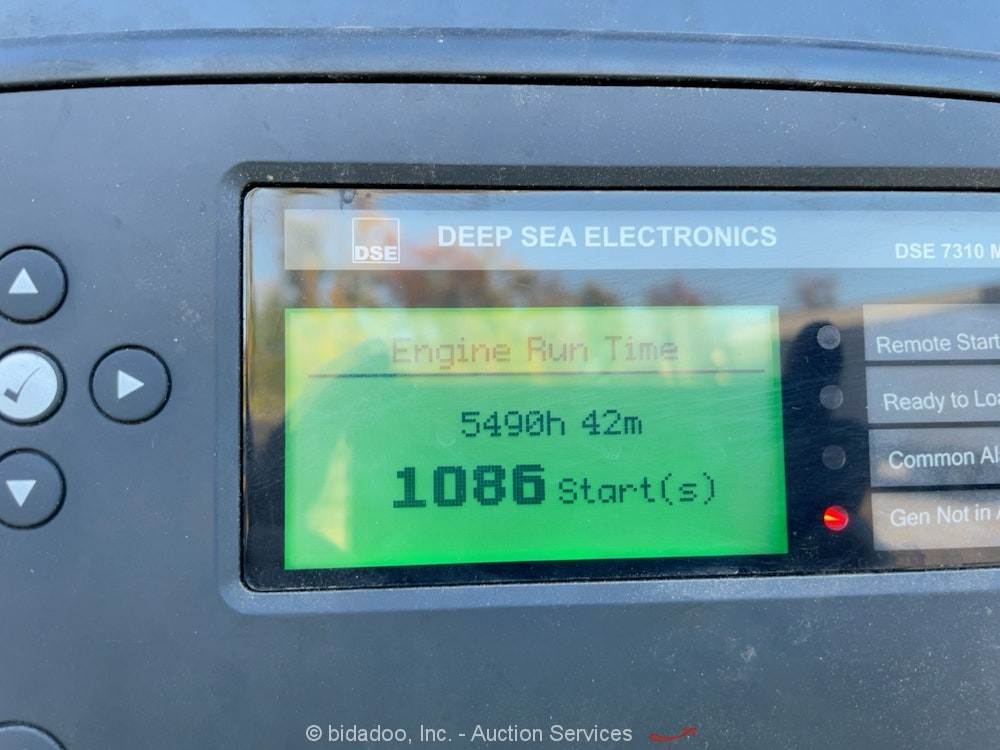 DSE
DEEP SEA ELECTRONICS
DSE 7310 M
Engine Run Time
5490h 42m
1086 Start(s)
Remote Start
Ready to Loa
Common Al
Gen Not in A
© bidadoo, Inc. - Auction Services